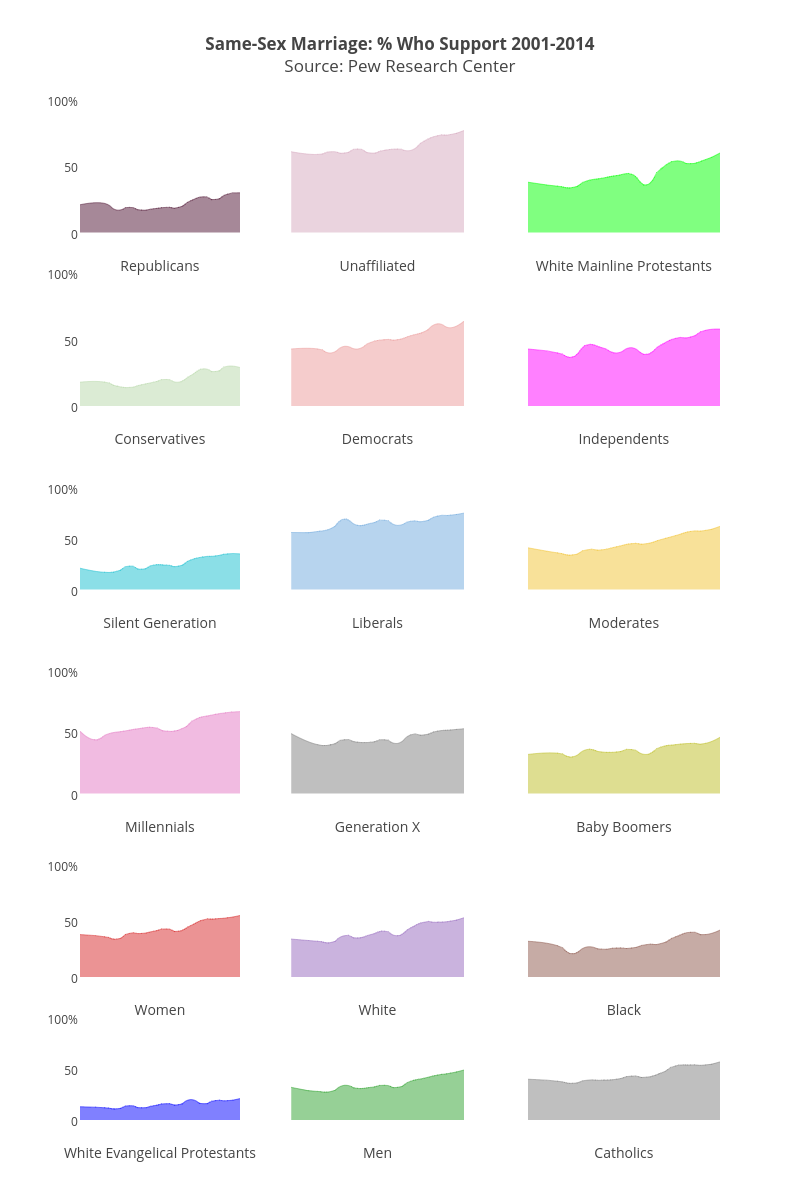 Same-Sex Marriage: % Who Support 2001-2014
Source: Pew Research Center
100%
50
0
Republicans
Unaffiliated
White Mainline Protestants
100%
50
0
Conservatives
Democrats
Independents
100%
50
0
Silent Generation
Liberals
Moderates
100%
50
0
Millennials
Generation X
Baby Boomers
100%
50
0
Women
White
Black
100%
50
0
White Evangelical Protestants
Men
Catholics